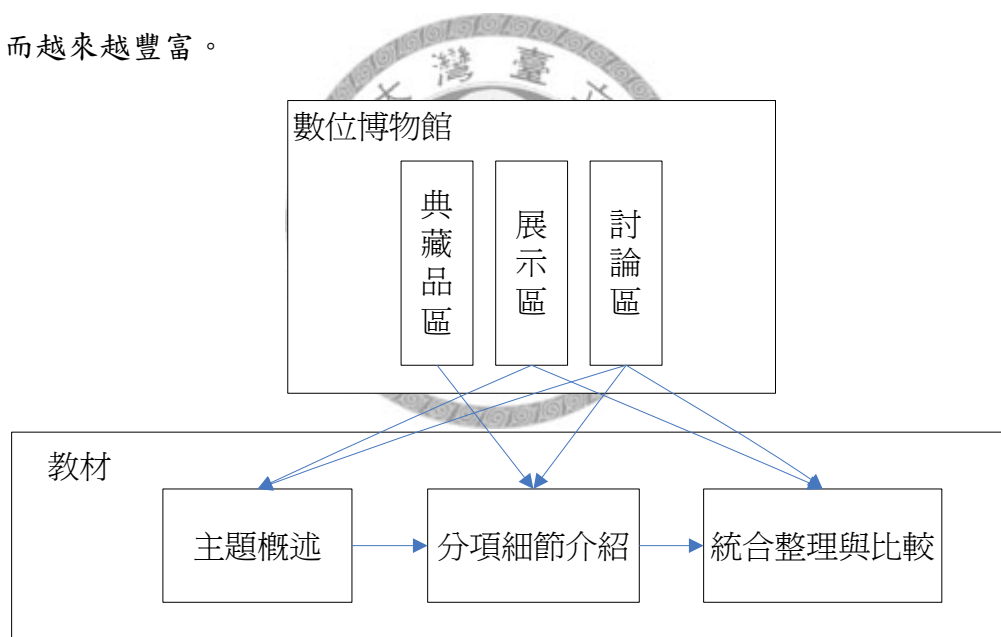 而越來越豐富。
灣臺
數位博物館
典藏品區
展示區
討論區
教材
主題概述
分項細節介紹
統合整理與比較